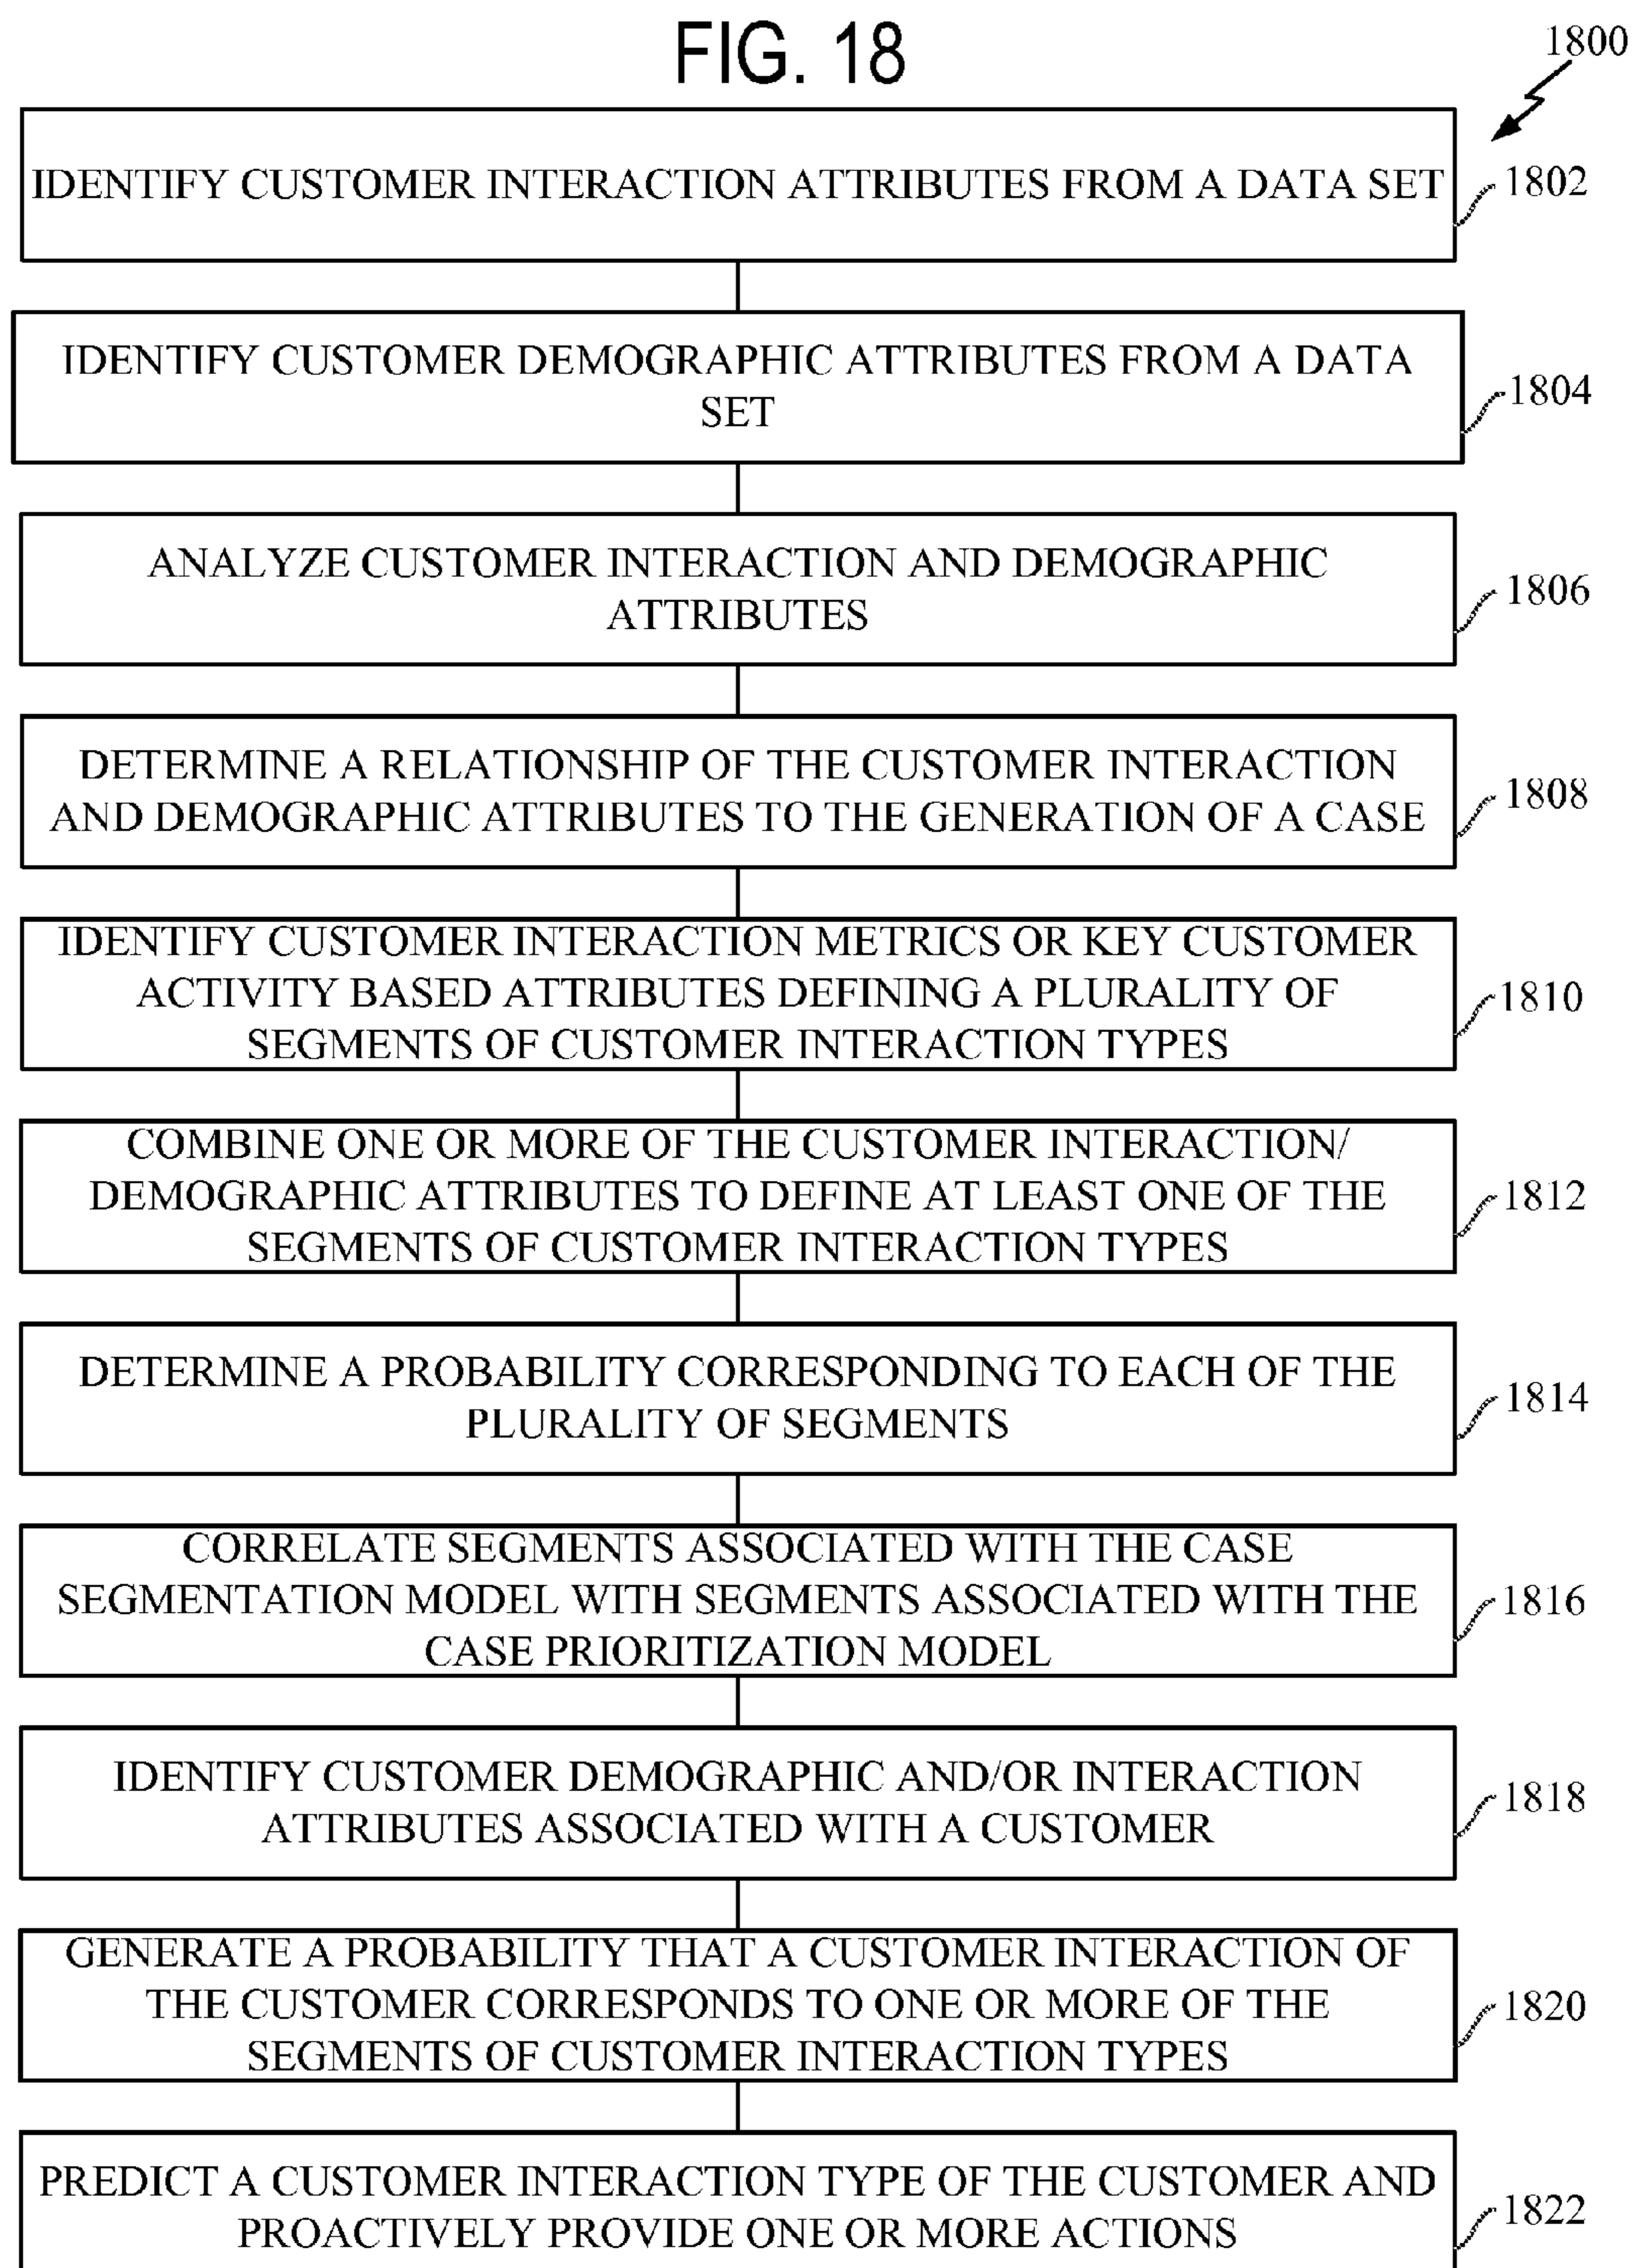 FIG. 18
1800
IDENTIFY CUSTOMER INTERACTION ATTRIBUTES FROM A DATA SET
1802
IDENTIFY CUSTOMER DEMOGRAPHIC ATTRIBUTES FROM A DATA
SET
1804
ANALYZE CUSTOMER INTERACTION AND DEMOGRAPHIC
ATTRIBUTES
1806
DETERMINE A RELATIONSHIP OF THE CUSTOMER INTERACTION
AND DEMOGRAPHIC ATTRIBUTES TO THE GENERATION OF A CASE
1808
IDENTIFY CUSTOMER INTERACTION METRICS OR KEY CUSTOMER
ACTIVITY BASED ATTRIBUTES DEFINING A PLURALITY OF
SEGMENTS OF CUSTOMER INTERACTION TYPES
1810
COMBINE ONE OR MORE OF THE CUSTOMER INTERACTION/
DEMOGRAPHIC ATTRIBUTES TO DEFINE AT LEAST ONE OF THE
SEGMENTS OF CUSTOMER INTERACTION TYPES
1812
DETERMINE A PROBABILITY CORRESPONDING TO EACH OF THE
PLURALITY OF SEGMENTS
1814
CORRELATE SEGMENTS ASSOCIATED WITH THE CASE
SEGMENTATION MODEL WITH SEGMENTS ASSOCIATED WITH THE
CASE PRIORITIZATION MODEL
1816
IDENTIFY CUSTOMER DEMOGRAPHIC AND/OR INTERACTION
ATTRIBUTES ASSOCIATED WITH A CUSTOMER
1818
GENERATE A PROBABILITY THAT A CUSTOMER INTERACTION OF
THE CUSTOMER CORRESPONDS TO ONE OR MORE OF THE
SEGMENTS OF CUSTOMER INTERACTION TYPES
1820
PREDICT A CUSTOMER INTERACTION TYPE OF THE CUSTOMER AND
PROACTIVELY PROVIDE ONE OR MORE ACTIONS
1822